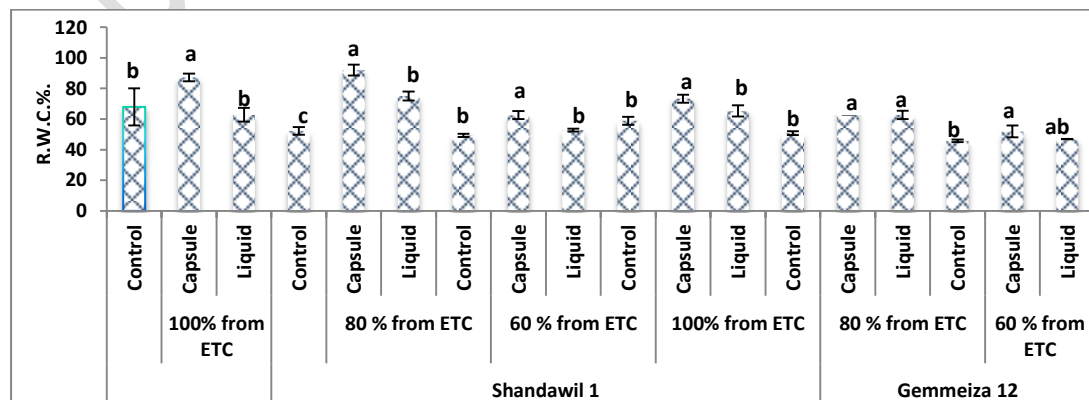 120
100
80
60
40
20
0
R.W.C.%.
b
a
b
c
a
b
b
a
b
b
a
b
b
a
a
b
a
ab
Control
Capsule
Liquid
Control
Capsule
Liquid
Control
Capsule
Liquid
Control
Capsule
Liquid
Control
Capsule
Liquid
Control
Capsule
Liquid
100% from
ETC
80 % from ETC
60 % from ETC
100% from ETC
80 % from ETC
60 % from
ETC
Shandawil 1
Gemmeiza 12